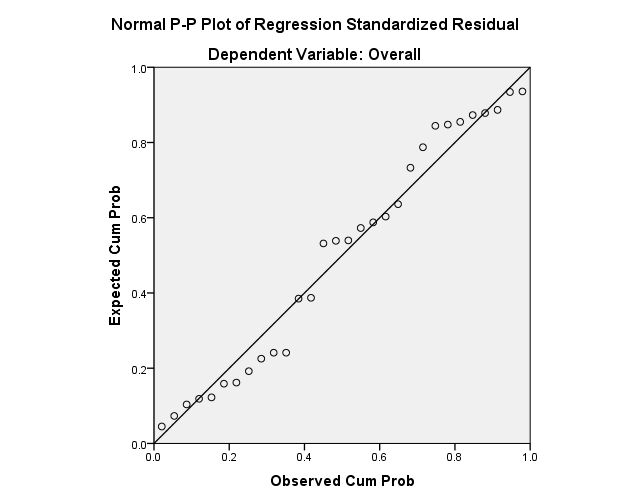 Normal P-P Plot of Regression Standardized Residual
Dependent Variable: Overall
1.0
0.8
0.6
0.4
0.2
0.0
Expected Cum Prob
0.0 0.2 0.4 0.6 0.8 1.0
Observed Cum Prob